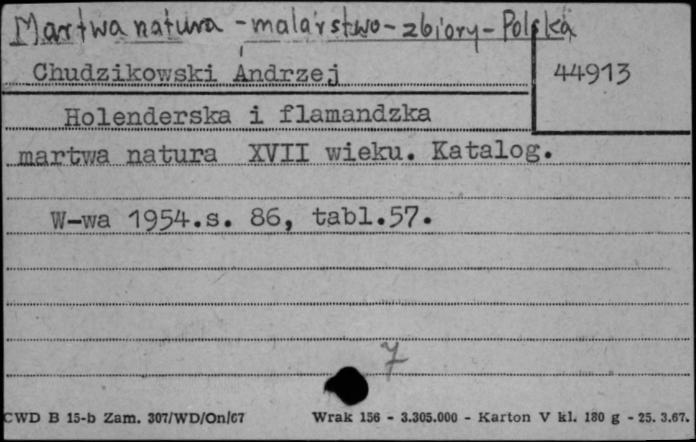 Martwa natura - malarstwo - zbiory - Polska
Chudzikowski Andrzej
44913
Holenderska i flamandzka
martwa natura XVII wieku. Katalog.
W-wa 1954.s. 86, tabl.57.
7
CWD B 15-b Zam. 307/WD/On/67 Wrak 156 - 3.305.000 - Karton V kl. 180 g - 25. 3.67.